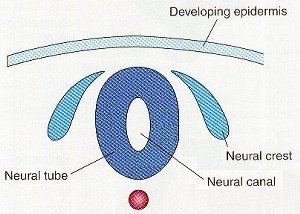 Developing epidermis
Neural crest
Neural tube
Neural canal